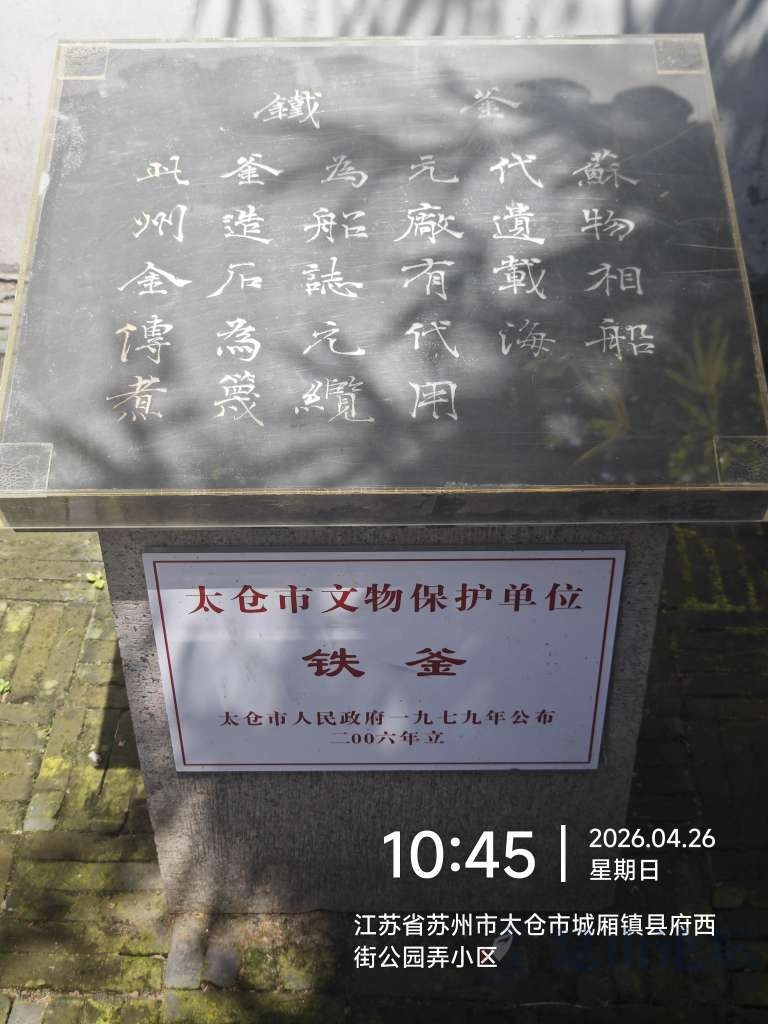 鐵 釜
此釜為元代蘇
州造船廠遺物
金石誌有載相
傳為元代海船
煮篾纜用
太仓市文物保护单位
铁 釜
太仓市人民政府一九七九年公布
二00六年立
10:45
2026.04.26
星期日
江苏省苏州市太仓市城厢镇县府西
街公园弄小区